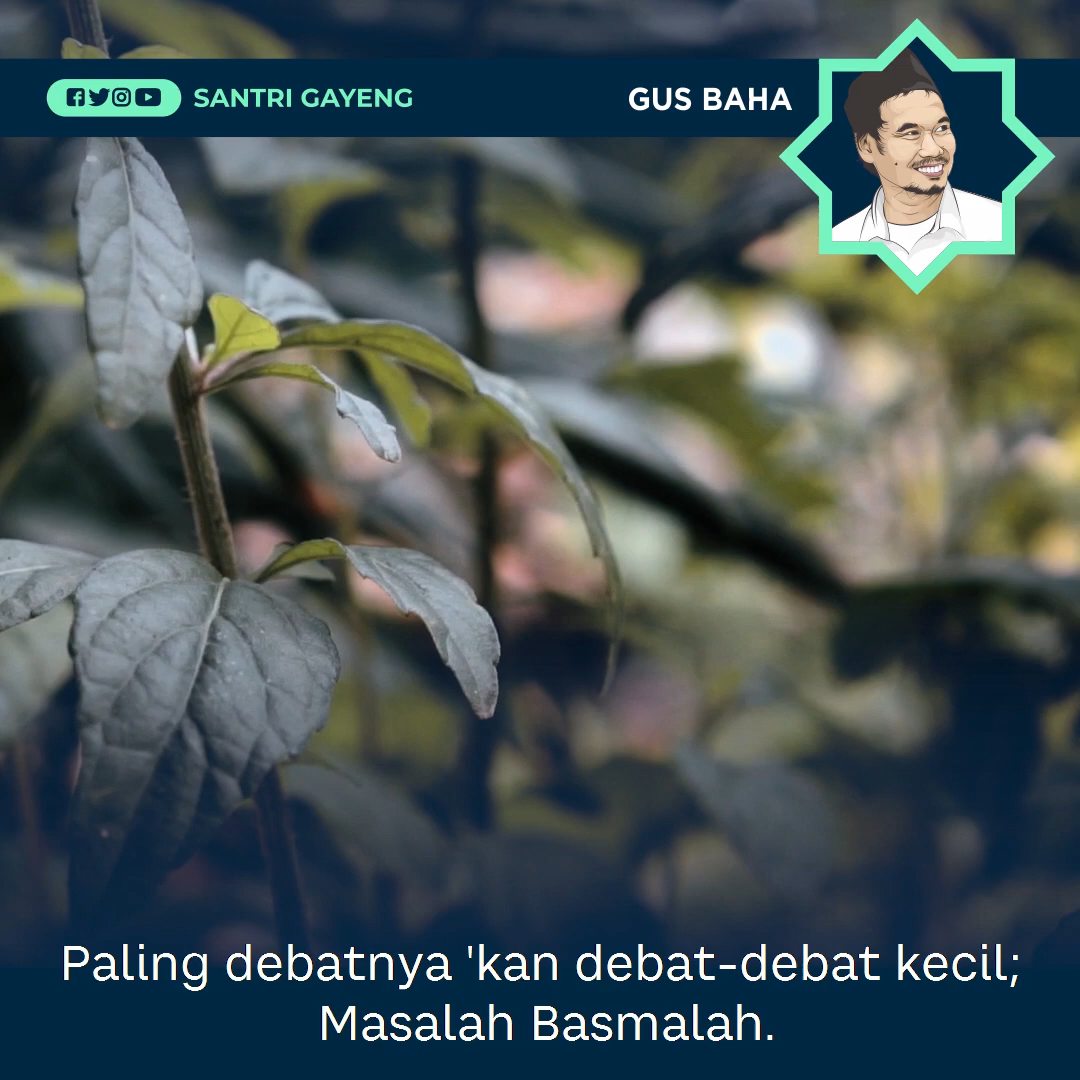 SANTRI GAYENG
GUS BAHA
Paling debatnya 'kan debat-debat kecil;
Masalah Basmalah.